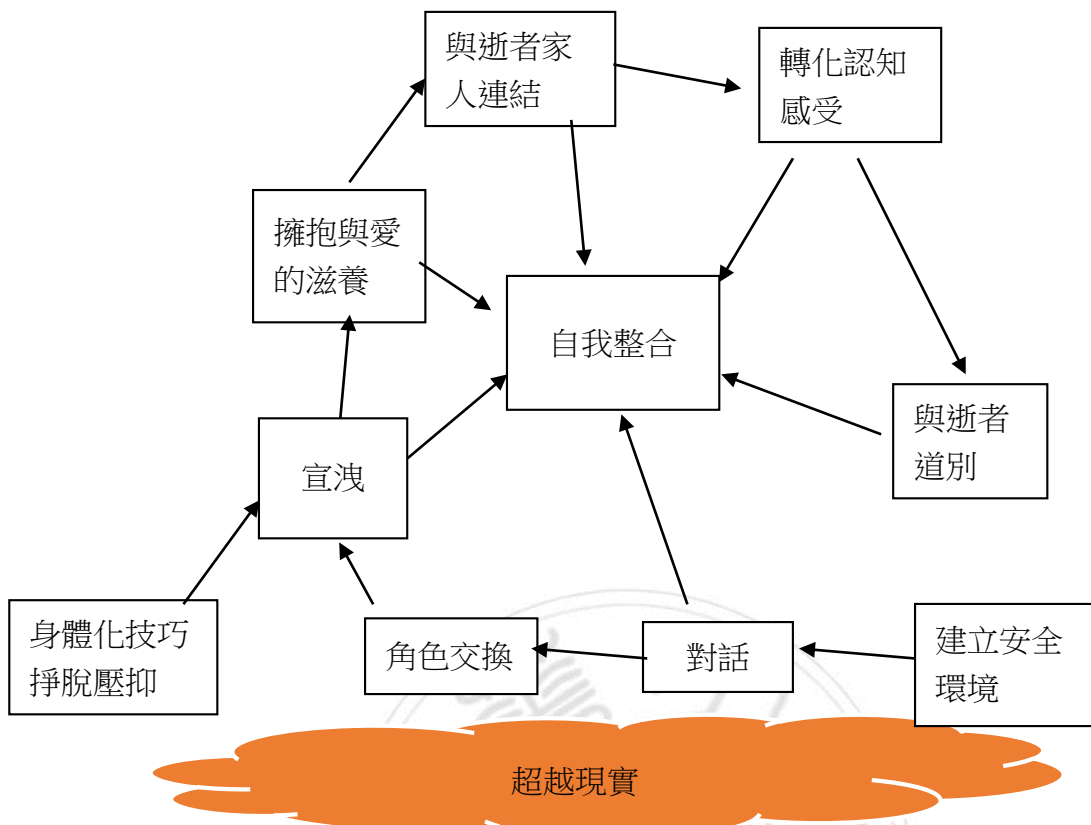 與逝者家
人連結
轉化認知
感受
擁抱與愛
的滋養
自我整合
與逝者
道別
宣洩
身體化技巧
掙脫壓抑
角色交換
對話
建立安全
環境
超越現實